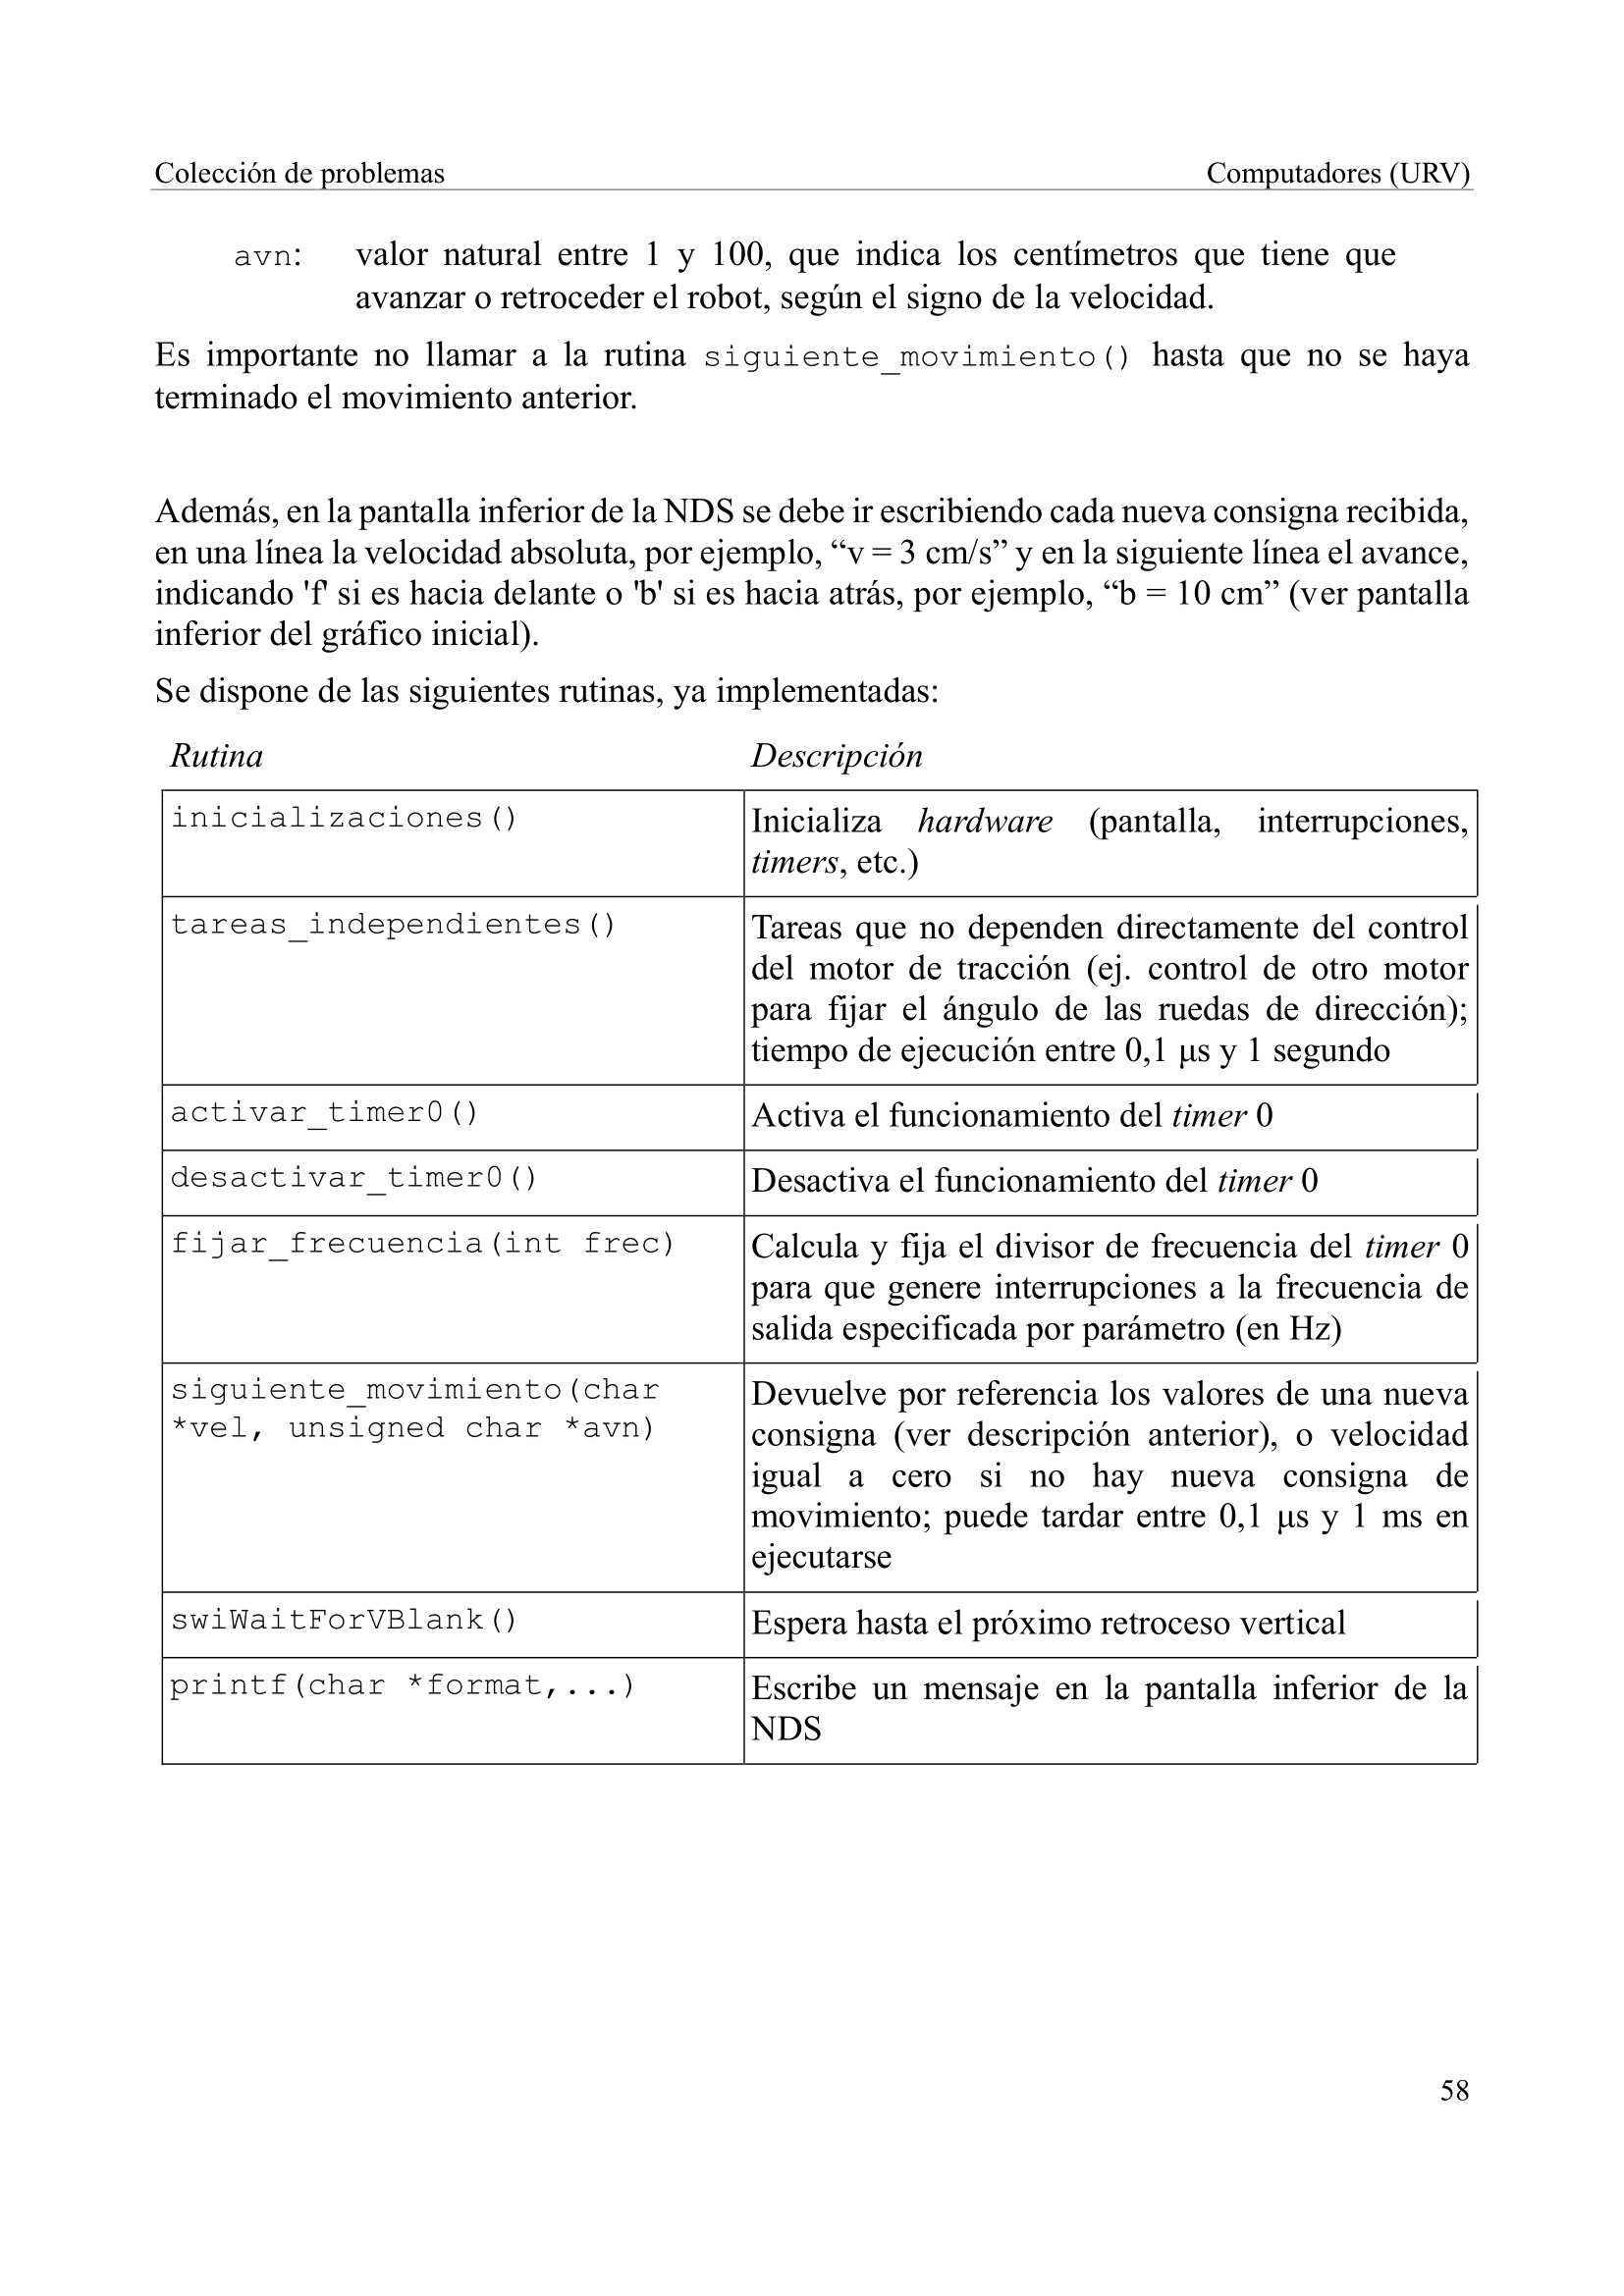 Colección de problemas Computadores (URV)
avn: valor natural entre 1 y 100, que indica los centímetros que tiene que
avanzar o retroceder el robot, según el signo de la velocidad.
Es importante no llamar a la rutina siguiente_movimiento() hasta que no se haya
terminado el movimiento anterior.
Además, en la pantalla inferior de la NDS se debe ir escribiendo cada nueva consigna recibida,
en una línea la velocidad absoluta, por ejemplo, “v = 3 cm/s” y en la siguiente línea el avance,
indicando 'f' si es hacia delante o 'b' si es hacia atrás, por ejemplo, “b = 10 cm” (ver pantalla
inferior del gráfico inicial).
Se dispone de las siguientes rutinas, ya implementadas:
Rutina Descripción
inicializaciones() Inicializa hardware (pantalla, interrupciones,
timers, etc.)
tareas_independientes() Tareas que no dependen directamente del control
del motor de tracción (ej. control de otro motor
para fijar el ángulo de las ruedas de dirección);
tiempo de ejecución entre 0,1 μs y 1 segundo
activar_timer0() Activa el funcionamiento del timer 0
desactivar_timer0() Desactiva el funcionamiento del timer 0
fijar_frecuencia(int frec) Calcula y fija el divisor de frecuencia del timer 0
para que genere interrupciones a la frecuencia de
salida especificada por parámetro (en Hz)
siguiente_movimiento(char
*vel, unsigned char *avn)
Devuelve por referencia los valores de una nueva
consigna (ver descripción anterior), o velocidad
igual a cero si no hay nueva consigna de
movimiento; puede tardar entre 0,1 μs y 1 ms en
ejecutarse
swiWaitForVBlank() Espera hasta el próximo retroceso vertical
printf(char *format,...) Escribe un mensaje en la pantalla inferior de la
NDS
58